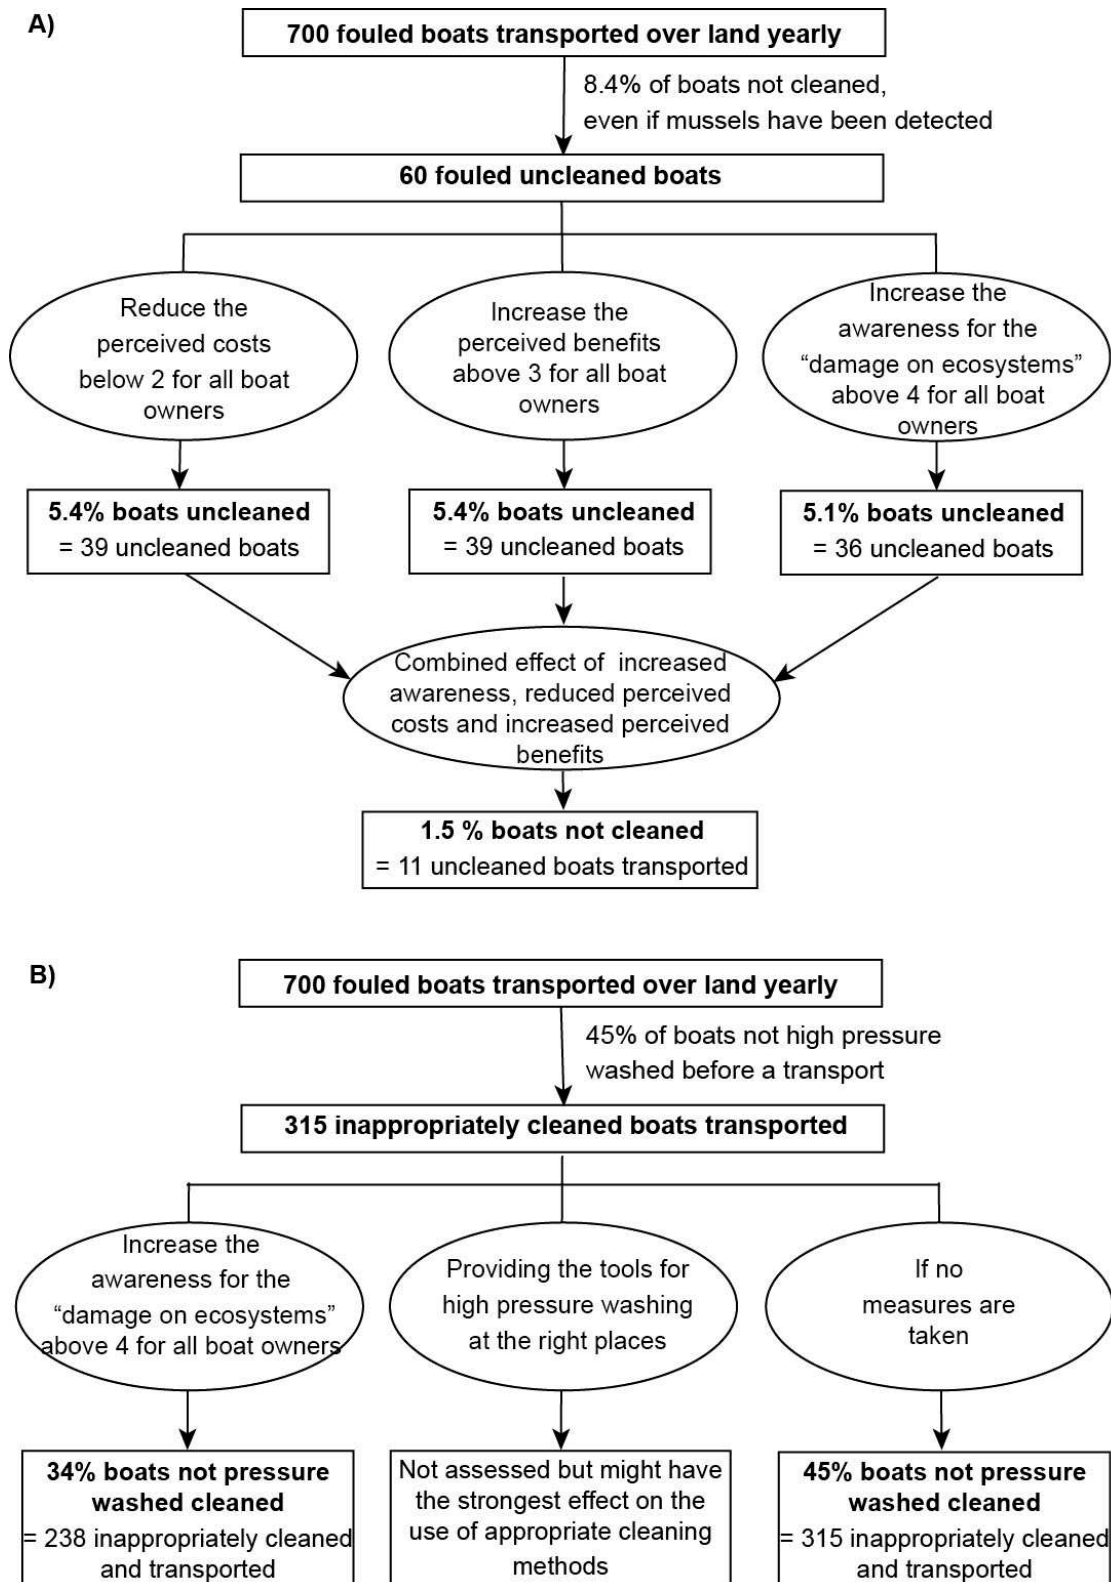 A)
700 fouled boats transported over land yearly
8.4% of boats not cleaned,
even if mussels have been detected
60 fouled uncleaned boats
Reduce the
perceived costs
below 2 for all boat
owners
Increase the
perceived benefits
above 3 for all boat
owners
Increase the
awareness for the
“damage on ecosystems”
above 4 for all boat
owners
5.4% boats uncleaned
= 39 uncleaned boats
5.4% boats uncleaned
= 39 uncleaned boats
5.1% boats uncleaned
= 36 uncleaned boats
Combined effect of increased
awareness, reduced perceived
costs and increased perceived
benefits
1.5 % boats not cleaned
= 11 uncleaned boats transported
B)
700 fouled boats transported over land yearly
45% of boats not high pressure
washed before a transport
315 inappropriately cleaned boats transported
Increase the
awareness for the
“damage on ecosystems”
above 4 for all boat owners
Providing the tools for
high pressure washing
at the right places
If no
measures are
taken
34% boats not pressure
washed cleaned
= 238 inappropriately cleaned
and transported
Not assessed but might have
the strongest effect on the
use of appropriate cleaning
methods
45% boats not pressure
washed cleaned
= 315 inappropriately cleaned
and transported